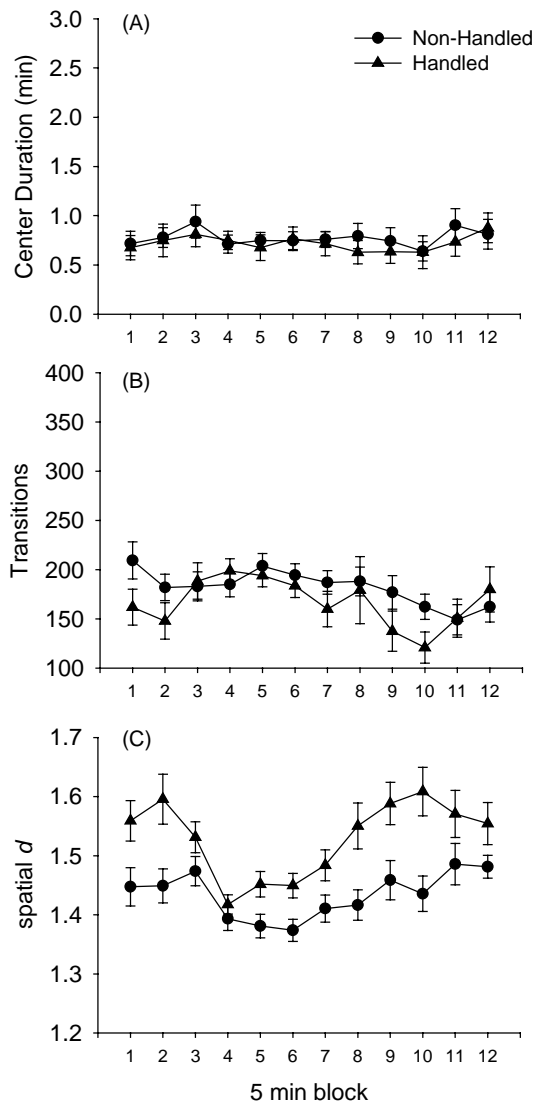 (A)
Non-Handled
Handled
Center Duration (min)
3.0
2.5
2.0
1.5
1.0
0.5
0.0
1 2 3 4 5 6 7 8 9 10 11 12
(B)
Transitions
400
350
300
250
200
150
100
1 2 3 4 5 6 7 8 9 10 11 12
(C)
spatial d
1.7
1.6
1.5
1.4
1.3
1.2
1 2 3 4 5 6 7 8 9 10 11 12
5 min block